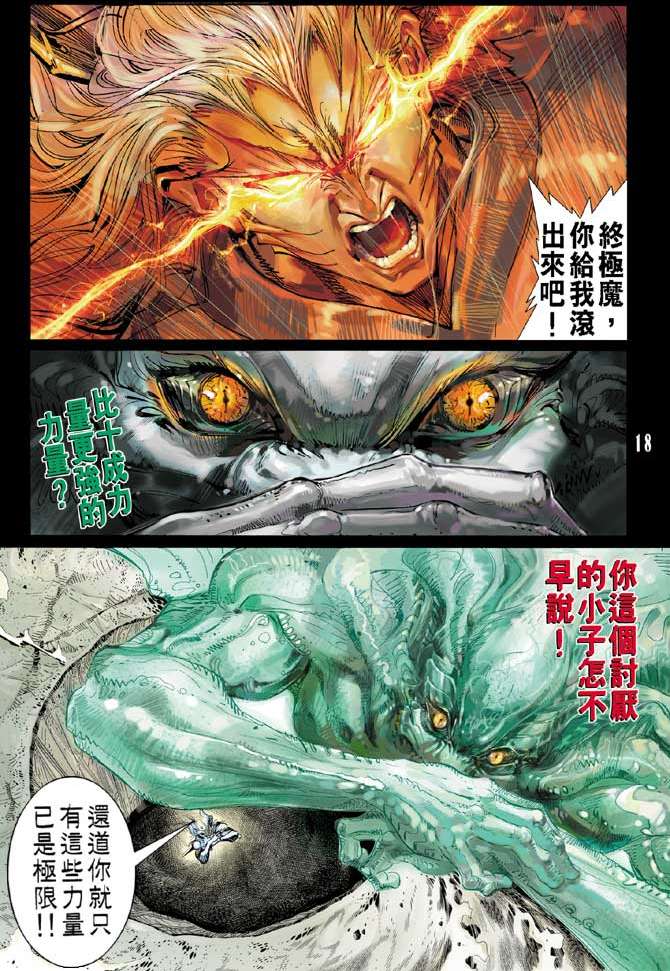 終極魔，
你給我滾
出來吧！
18
比十成力
量更強的
力量？
你這個討厭
的小子怎不
早說！
還道你就只
有這些力量
已是極限!!